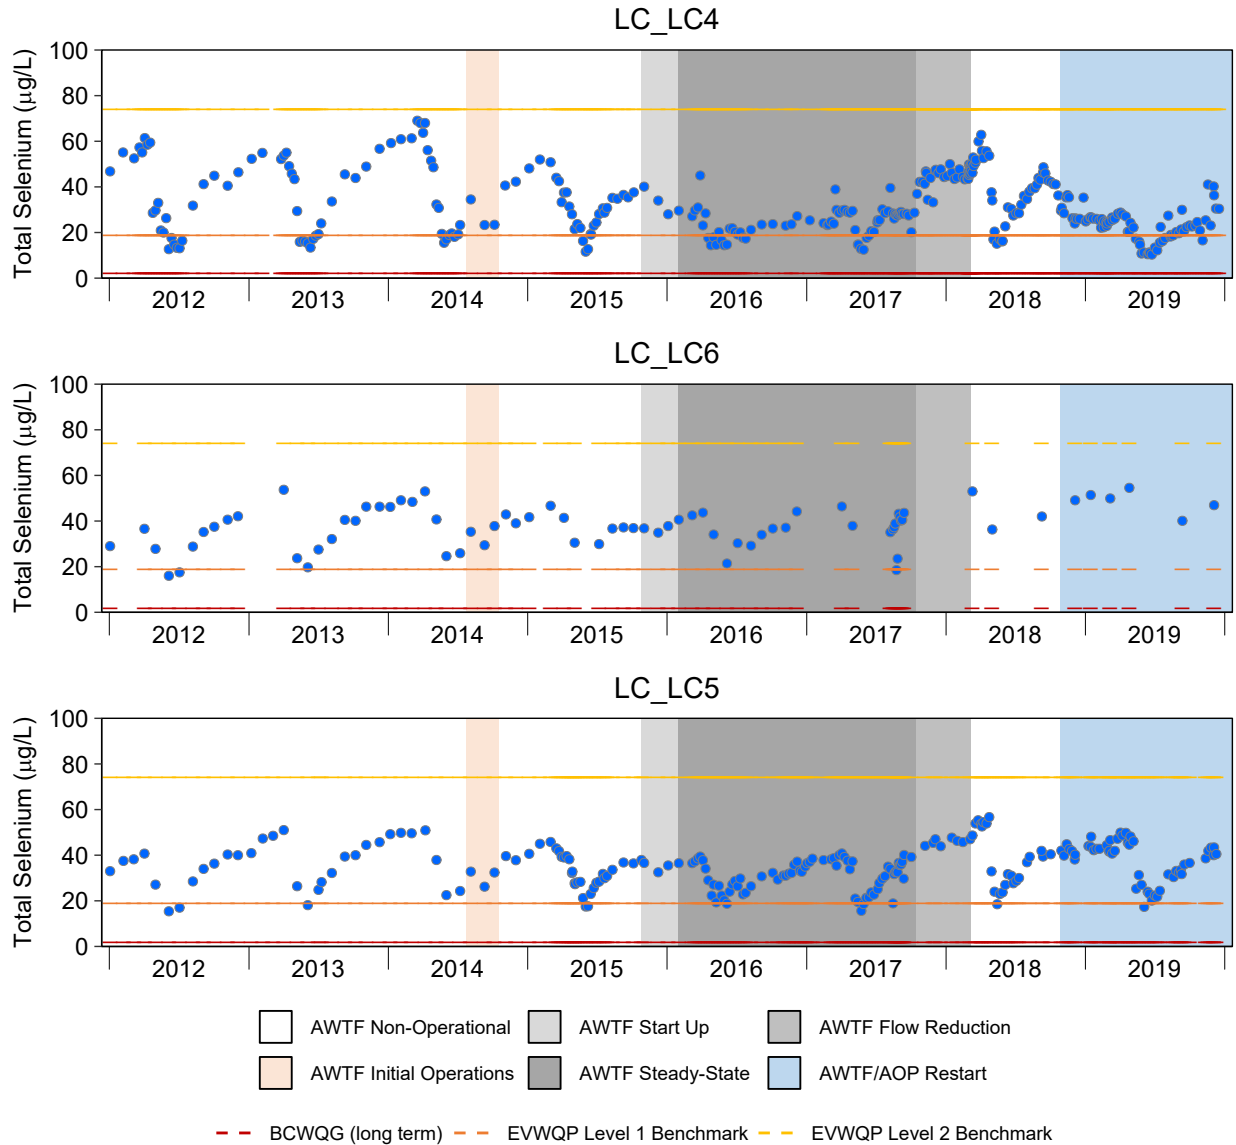 LC_LC4
Total Selenium (µg/L)
100
80
60
40
20
0
2012 2013 2014 2015 2016 2017 2018 2019
LC_LC6
Total Selenium (µg/L)
100
80
60
40
20
0
2012 2013 2014 2015 2016 2017 2018 2019
LC_LC5
Total Selenium (µg/L)
100
80
60
40
20
0
2012 2013 2014 2015 2016 2017 2018 2019
AWTF Non-Operational AWTF Start Up AWTF Flow Reduction
AWTF Initial Operations AWTF Steady-State AWTF/AOP Restart
BCWQG (long term) EVWQP Level 1 Benchmark EVWQP Level 2 Benchmark